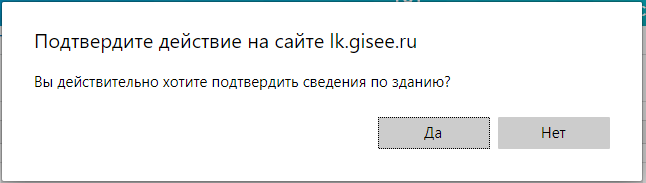 Подтвердите действие на сайте lk.gisee.ru
Вы действительно хотите подтвердить сведения по зданию?
Да
Нет